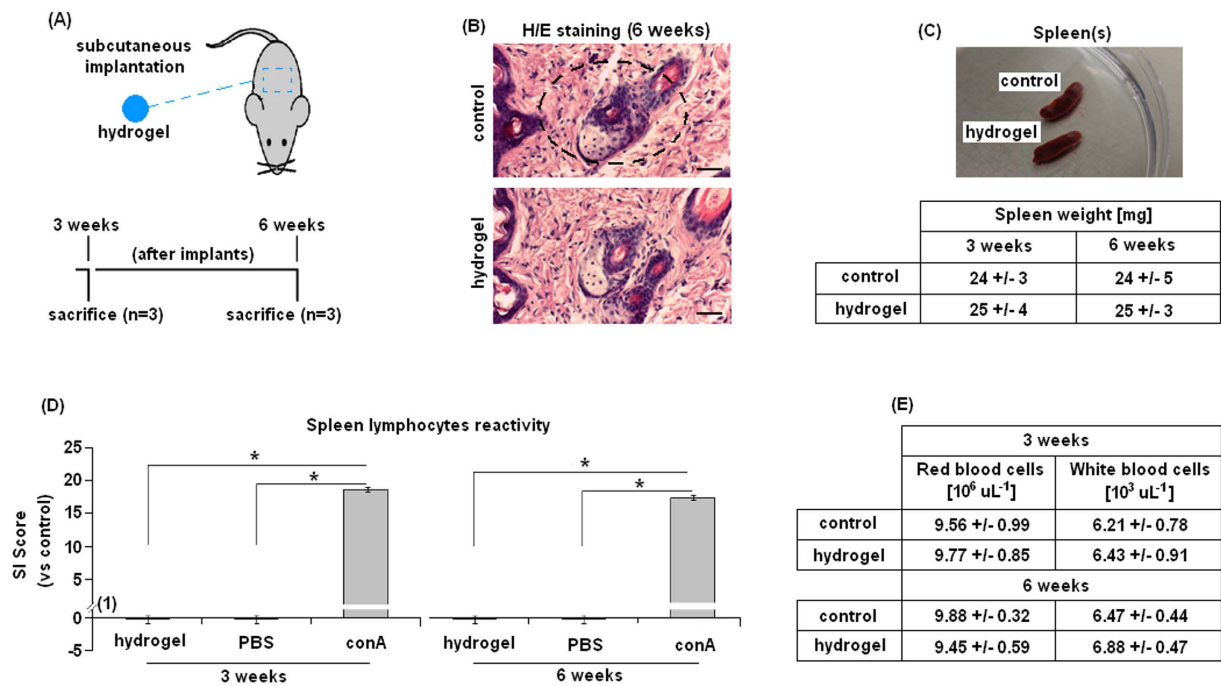 (A)
subcutaneous
implantation
hydrogel
3 weeks
6 weeks
(after implants)
sacrifice (n=3)
sacrifice (n=3)
(B)
H/E staining (6 weeks)
control
hydrogel
(C)
Spleen(s)
control
hydrogel
Spleen weight [mg]
3 weeks 6 weeks
control 24 +/- 3 24 +/- 5
hydrogel 25 +/- 4 25 +/- 3
(D)
Spleen lymphocytes reactivity
SI Score
(vs control)
25
20
15
10
5
(1)
0
-5
* * * *
hydrogel PBS conA hydrogel PBS conA
3 weeks 6 weeks
(E)
3 weeks
Red blood cells White blood cells
[10⁶ uL⁻¹] [10³ uL⁻¹]
control 9.56 +/- 0.99 6.21 +/- 0.78
hydrogel 9.77 +/- 0.85 6.43 +/- 0.91
6 weeks
control 9.88 +/- 0.32 6.47 +/- 0.44
hydrogel 9.45 +/- 0.59 6.88 +/- 0.47